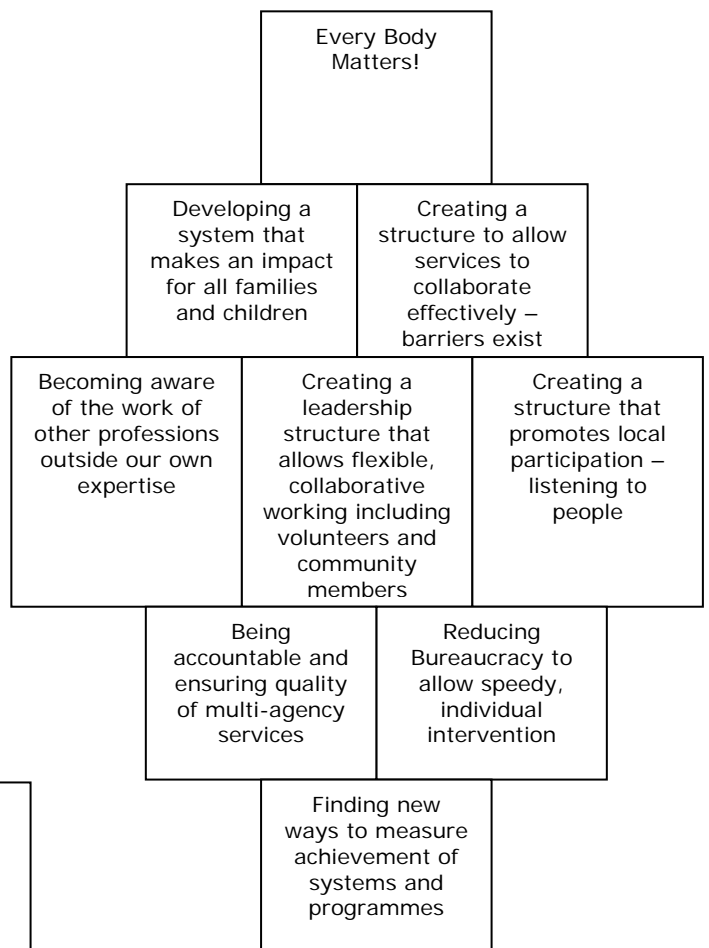 Every Body
Matters!
Developing a
system that
makes an impact
for all families
and children
Creating a
structure to allow
services to
collaborate
effectively –
barriers exist
Becoming aware
of the work of
other professions
outside our own
expertise
Creating a
leadership
structure that
allows flexible,
collaborative
working including
volunteers and
community
members
Creating a
structure that
promotes local
participation –
listening to
people
Being
accountable and
ensuring quality
of multi-agency
services
Reducing
Bureaucracy to
allow speedy,
individual
intervention
Finding new
ways to measure
achievement of
systems and
programmes